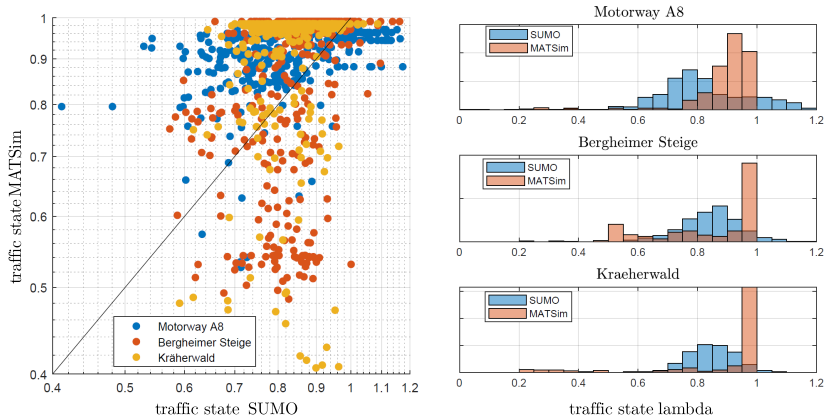 1
0.9
0.8
0.7
0.6
0.5
0.4
traffic state MATSim
Motorway A8
Bergheimer Steige
Kräherwald
0.4 0.5 0.6 0.7 0.8 0.9 1 1.1 1.2
traffic state SUMO
Motorway A8
SUMO
MATSim
0 0.2 0.4 0.6 0.8 1 1.2
Bergheimer Steige
SUMO
MATSim
0 0.2 0.4 0.6 0.8 1 1.2
Kraeherwald
SUMO
MATSim
0 0.2 0.4 0.6 0.8 1 1.2
traffic state lambda